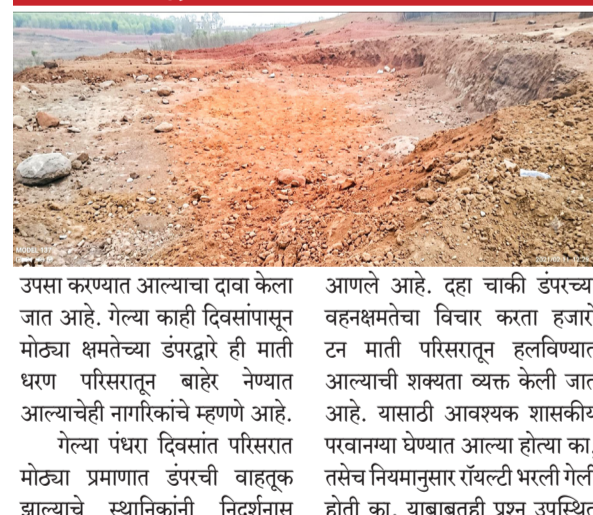 उपसा करण्यात आल्याचा दावा केला
जात आहे. गेल्या काही दिवसांपासून
मोठ्या क्षमतेच्या डंपरद्वारे ही माती
धरण परिसरातून बाहेर नेण्यात
आल्याचेही नागरिकांचे म्हणणे आहे.
गेल्या पंधरा दिवसांत परिसरात
मोठ्या प्रमाणात डंपरची वाहतूक
झाल्याचे स्थानिकांनी निदर्शनास
आणले आहे. दहा चाकी डंपरच्या
वहनक्षमतेचा विचार करता हजारो
टन माती परिसरातून हलविण्यात
आल्याची शक्यता व्यक्त केली जात
आहे. यासाठी आवश्यक शासकीय
परवानग्या घेण्यात आल्या होत्या का,
तसेच नियमानुसार रॉयल्टी भरली गेली
होती का, याबाबतही प्रश्न उपस्थित